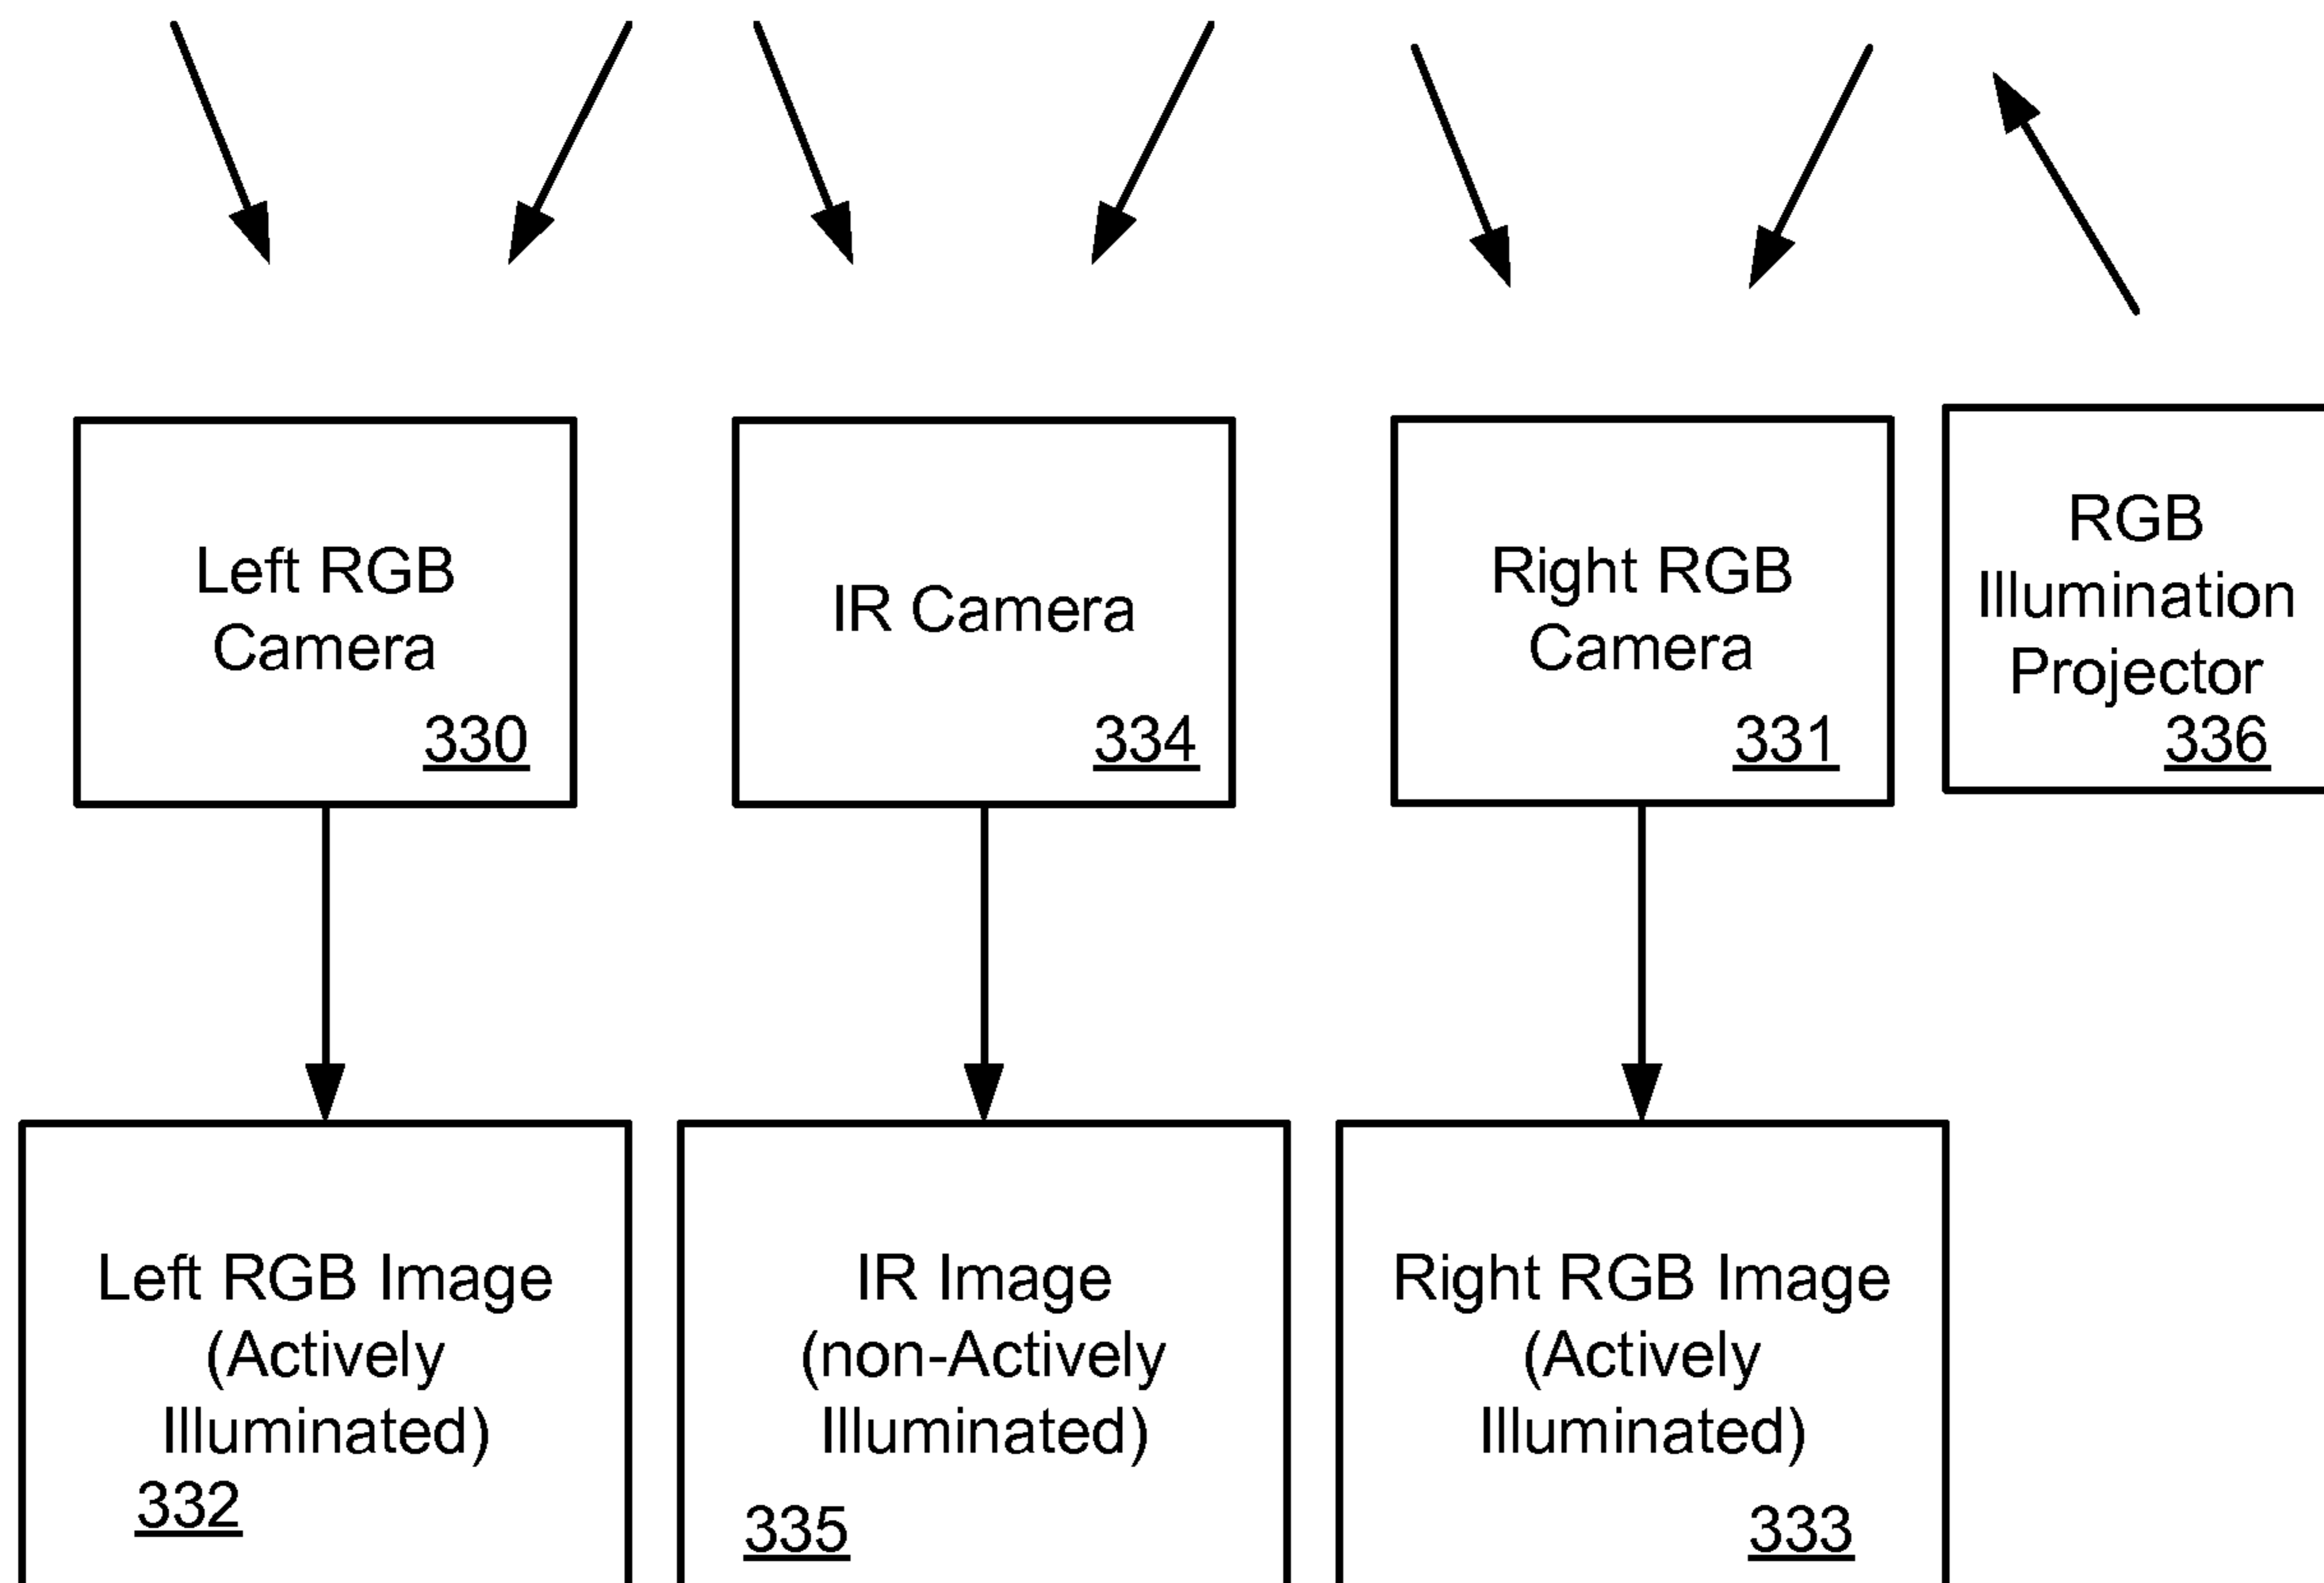 Left RGB
Camera
330
IR Camera
334
Right RGB
Camera
331
RGB
Illumination
Projector
336
Left RGB Image
(Actively
Illuminated)
332
IR Image
(non-Actively
Illuminated)
335
Right RGB Image
(Actively
Illuminated)
333